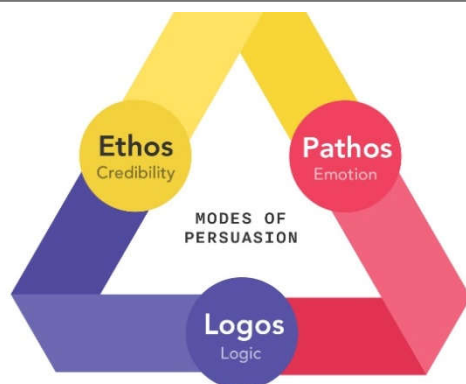 Ethos
Credibility
Pathos
Emotion
MODES OF
PERSUASION
Logos
Logic